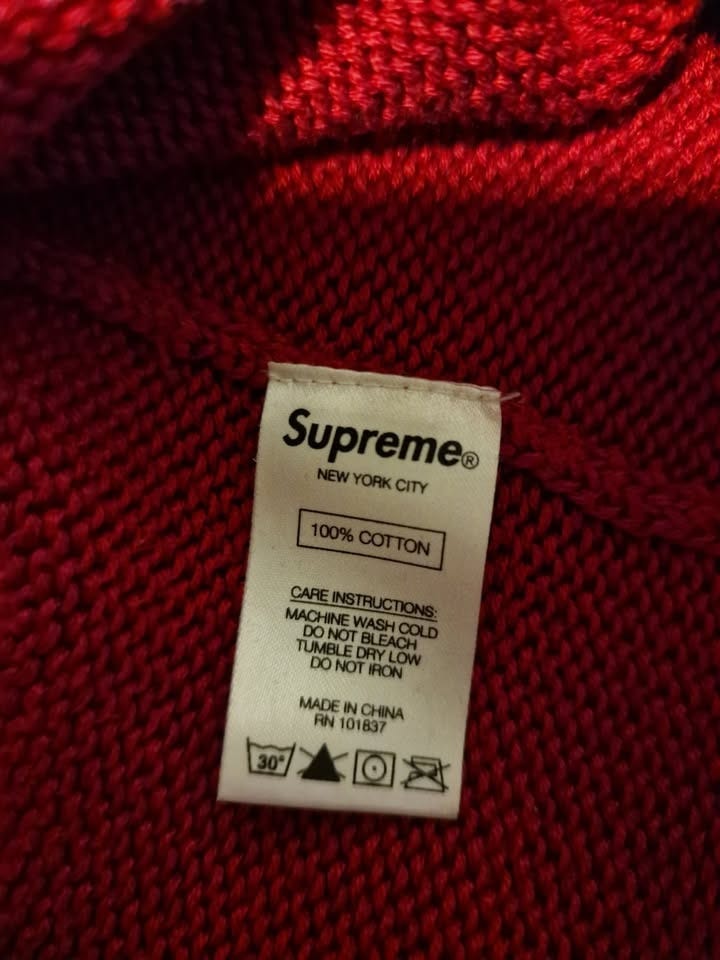 Supreme®
NEW YORK CITY
100% COTTON
CARE INSTRUCTIONS:
MACHINE WASH COLD
DO NOT BLEACH
TUMBLE DRY LOW
DO NOT IRON
MADE IN CHINA
RN 101837
30°